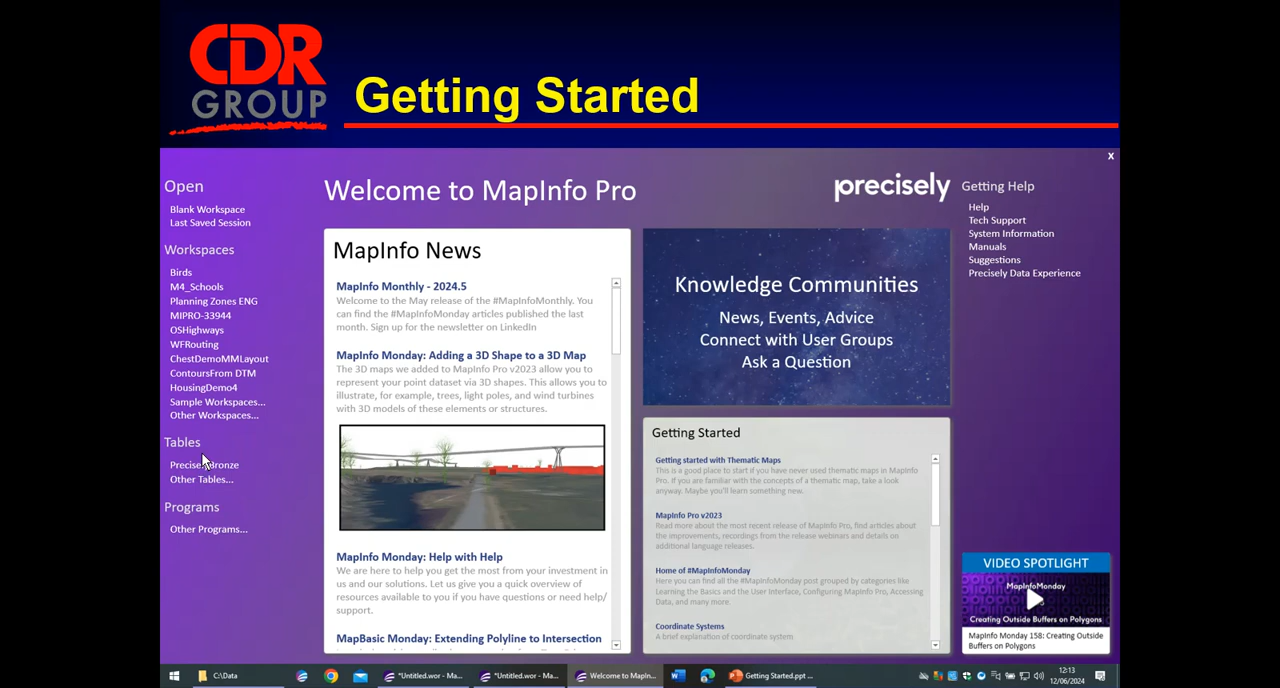 CDR
GROUP
Getting Started
x
Open
Blank Workspace
Last Saved Session
Workspaces
Birds
M4_Schools
Planning Zones ENG
MIPRO-33944
OSHighways
WFRouting
ChestDemoMMLayout
ContoursFrom DTM
HousingDemo4
Sample Workspaces...
Other Workspaces...
Tables
Bronze
Other Tables...
Programs
Other Programs...
Welcome to MapInfo Pro
precisely
MapInfo News
MapInfo Monthly - 2024.5
Welcome to the May release of the #MapInfoMonthly. You
can find the #MapInfoMonday articles published the last
month. Sign up for the newsletter on LinkedIn
MapInfo Monday: Adding a 3D Shape to a 3D Map
The 3D maps we added to MapInfo Pro v2023 allow you to
represent your point dataset via 3D shapes. This allows you to
illustrate, for example, trees, light poles, and wind turbines
with 3D models of these elements or structures.
MapInfo Monday: Help with Help
We are here to help you get the most from your investment in
us and our solutions. Let us give you a quick overview of
resources available to you if you have questions or need help/
support.
MapBasic Monday: Extending Polyline to Intersection
Knowledge Communities
News, Events, Advice
Connect with User Groups
Ask a Question
Getting Started
Getting started with Thematic Maps
This is a good place to start if you have never used thematic maps in MapInfo
Pro. If you are familiar with the concepts of a thematic map, take a look
anyway. Maybe you'll learn something new.
MapInfo Pro v2023
Read more about the most recent release of MapInfo Pro, find articles about
the improvements, recordings from the release webinars and details on
additional language releases.
Home of #MapInfoMonday
Here you can find all the #MapInfoMonday post grouped by categories like
Learning the Basics and the User Interface, Configuring MapInfo Pro, Accessing
Data, and many more.
Coordinate Systems
A brief explanation of coordinate system
Getting Help
Help
Tech Support
System Information
Manuals
Suggestions
Precisely Data Experience
VIDEO SPOTLIGHT
MapInfoMonday
Creating Outside Buffers on Polygons
MapInfo Monday 158: Creating Outside
Buffers on Polygons
C:\Data
*Untitled.wor - Ma...
*Untitled.wor - Ma...
Welcome to MapIn...
Getting Started.ppt ...
12:13
12/06/2024